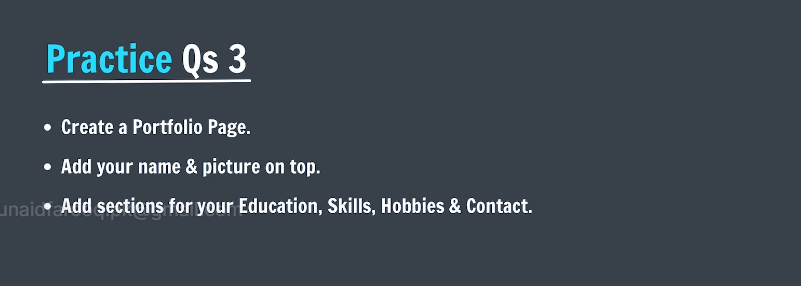 Practice Qs 3
• Create a Portfolio Page.
• Add your name & picture on top.
• Add sections for your Education, Skills, Hobbies & Contact.